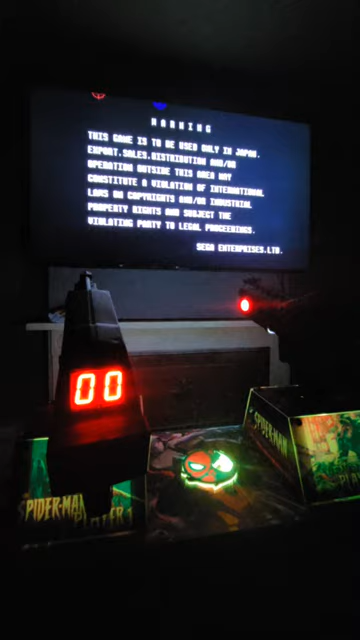 WARNING
THIS GAME IS TO BE USED ONLY IN JAPAN.
EXPORT.SALES.DISTRIBUTION AND/OR
OPERATION OUTSIDE THIS AREA MAY
CONSTITUTE A VIOLATION OF INTERNATIONAL
LAWS ON COPYRIGHTS AND/OR INDUSTRIAL
PROPERTY RIGHTS AND SUBJECT THE
VIOLATING PARTY TO LEGAL PROCEEDINGS.
SEGA ENTERPRISES.LTD.
00
SPIDER-MAN
SPIDER-MAN
PLAYER 1